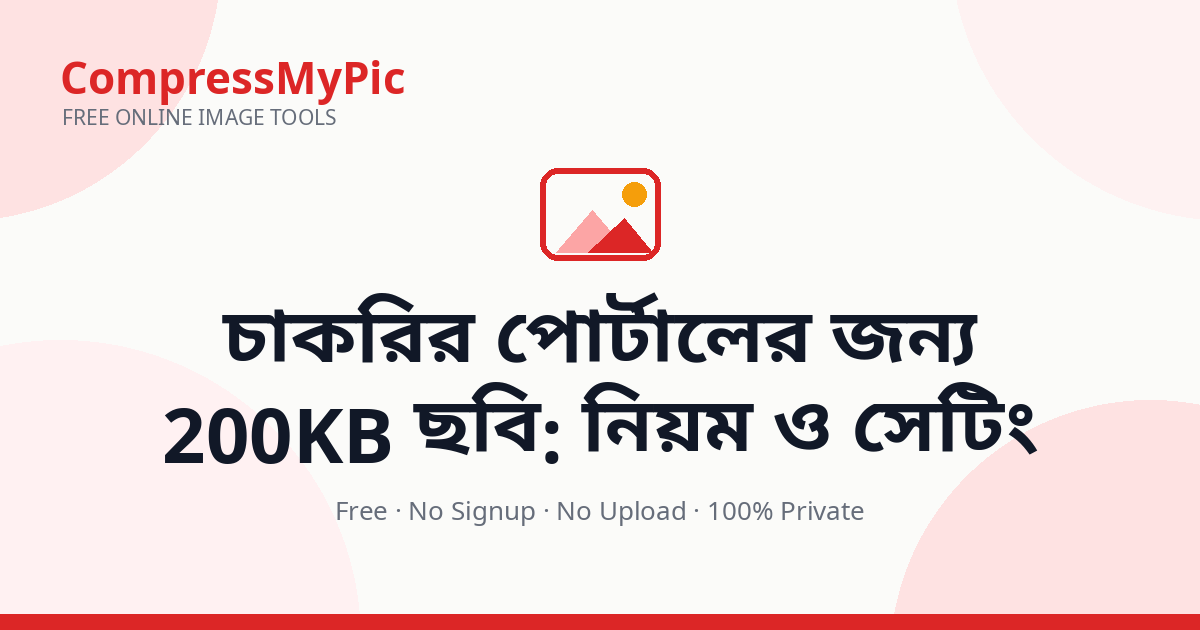 CompressMyPic
FREE ONLINE IMAGE TOOLS
চাকরির পোর্টালের জন্য
200KB ছবি: নিয়ম ও সেটিং
Free · No Signup · No Upload · 100% Private